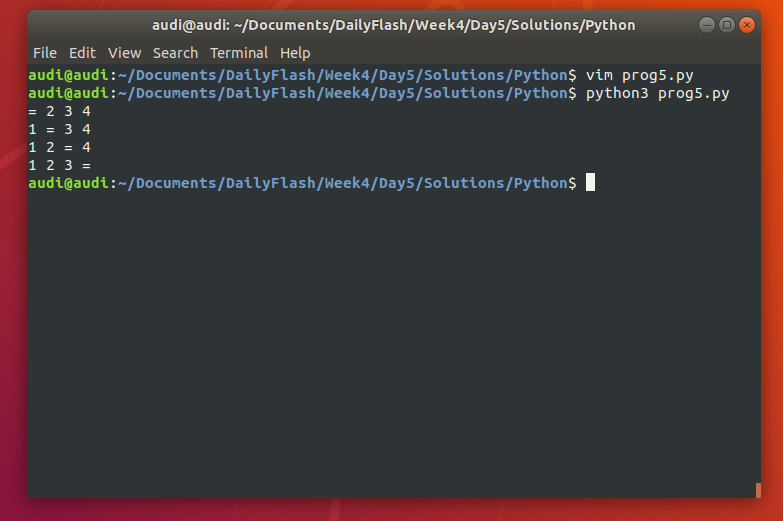 audi@audi: ~/Documents/DailyFlash/Week4/Day5/Solutions/Python
File Edit View Search Terminal Help
audi@audi:~/Documents/DailyFlash/Week4/Day5/Solutions/Python$ vim prog5.py
audi@audi:~/Documents/DailyFlash/Week4/Day5/Solutions/Python$ python3 prog5.py
= 2 3 4
1 = 3 4
1 2 = 4
1 2 3 =
audi@audi:~/Documents/DailyFlash/Week4/Day5/Solutions/Python$